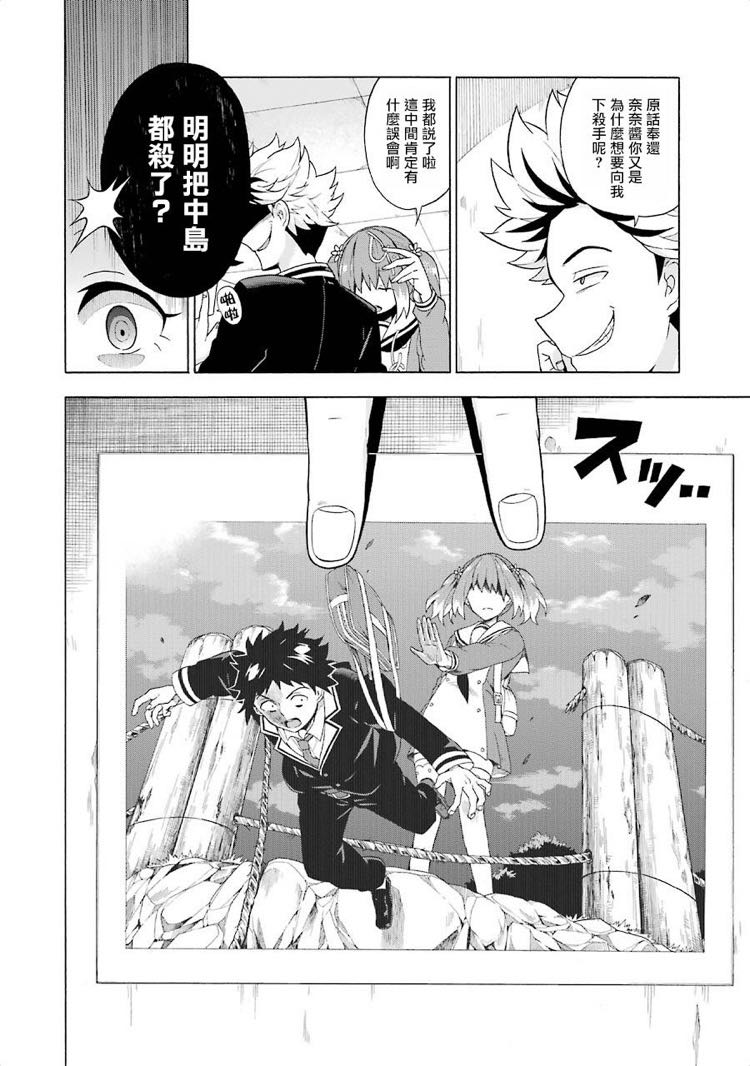 原話奉還
奈奈醬你又是
為什麼想要向我
下殺手呢？
我都說了啦
這中間肯定有
什麼誤會啊
啪啦
明明把中島
都殺了？
スッ‥